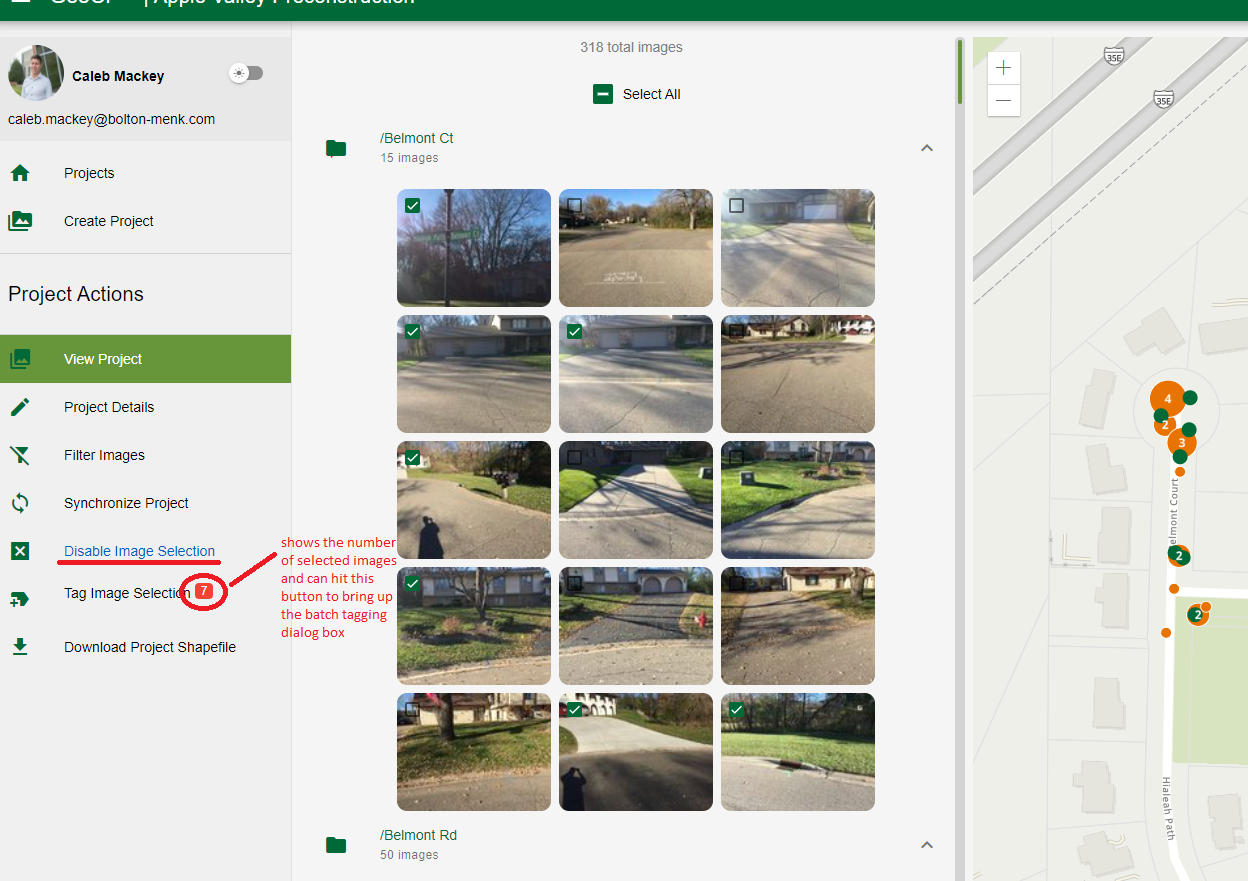 | Apple Valley Preconstruction
Caleb Mackey
caleb.mackey@bolton-menk.com
Projects
Create Project
Project Actions
View Project
Project Details
Filter Images
Synchronize Project
Disable Image Selection
Tag Image Selection 7
Download Project Shapefile
shows the number
of selected images
and can hit this
button to bring up
the batch tagging
dialog box
318 total images
Select All
/Belmont Ct
15 images
/Belmont Rd
50 images
35E
35E
4
2
3
elmont Court
2
2
Hialeah Path